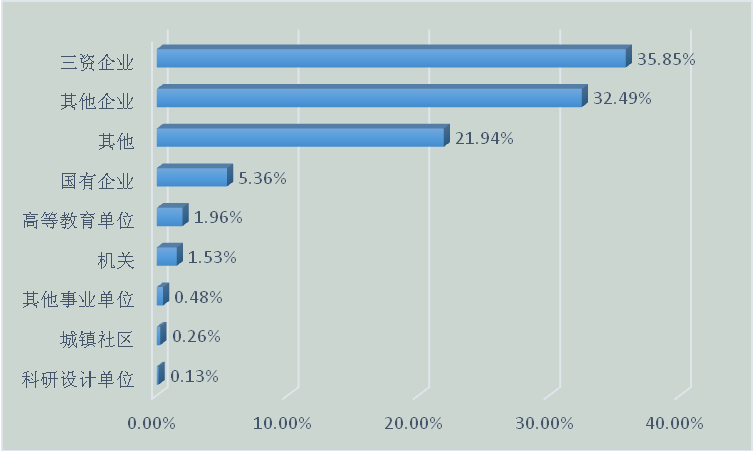 三资企业 35.85%
其他企业 32.49%
其他 21.94%
国有企业 5.36%
高等教育单位 1.96%
机关 1.53%
其他事业单位 0.48%
城镇社区 0.26%
科研设计单位 0.13%
0.00% 10.00% 20.00% 30.00% 40.00%